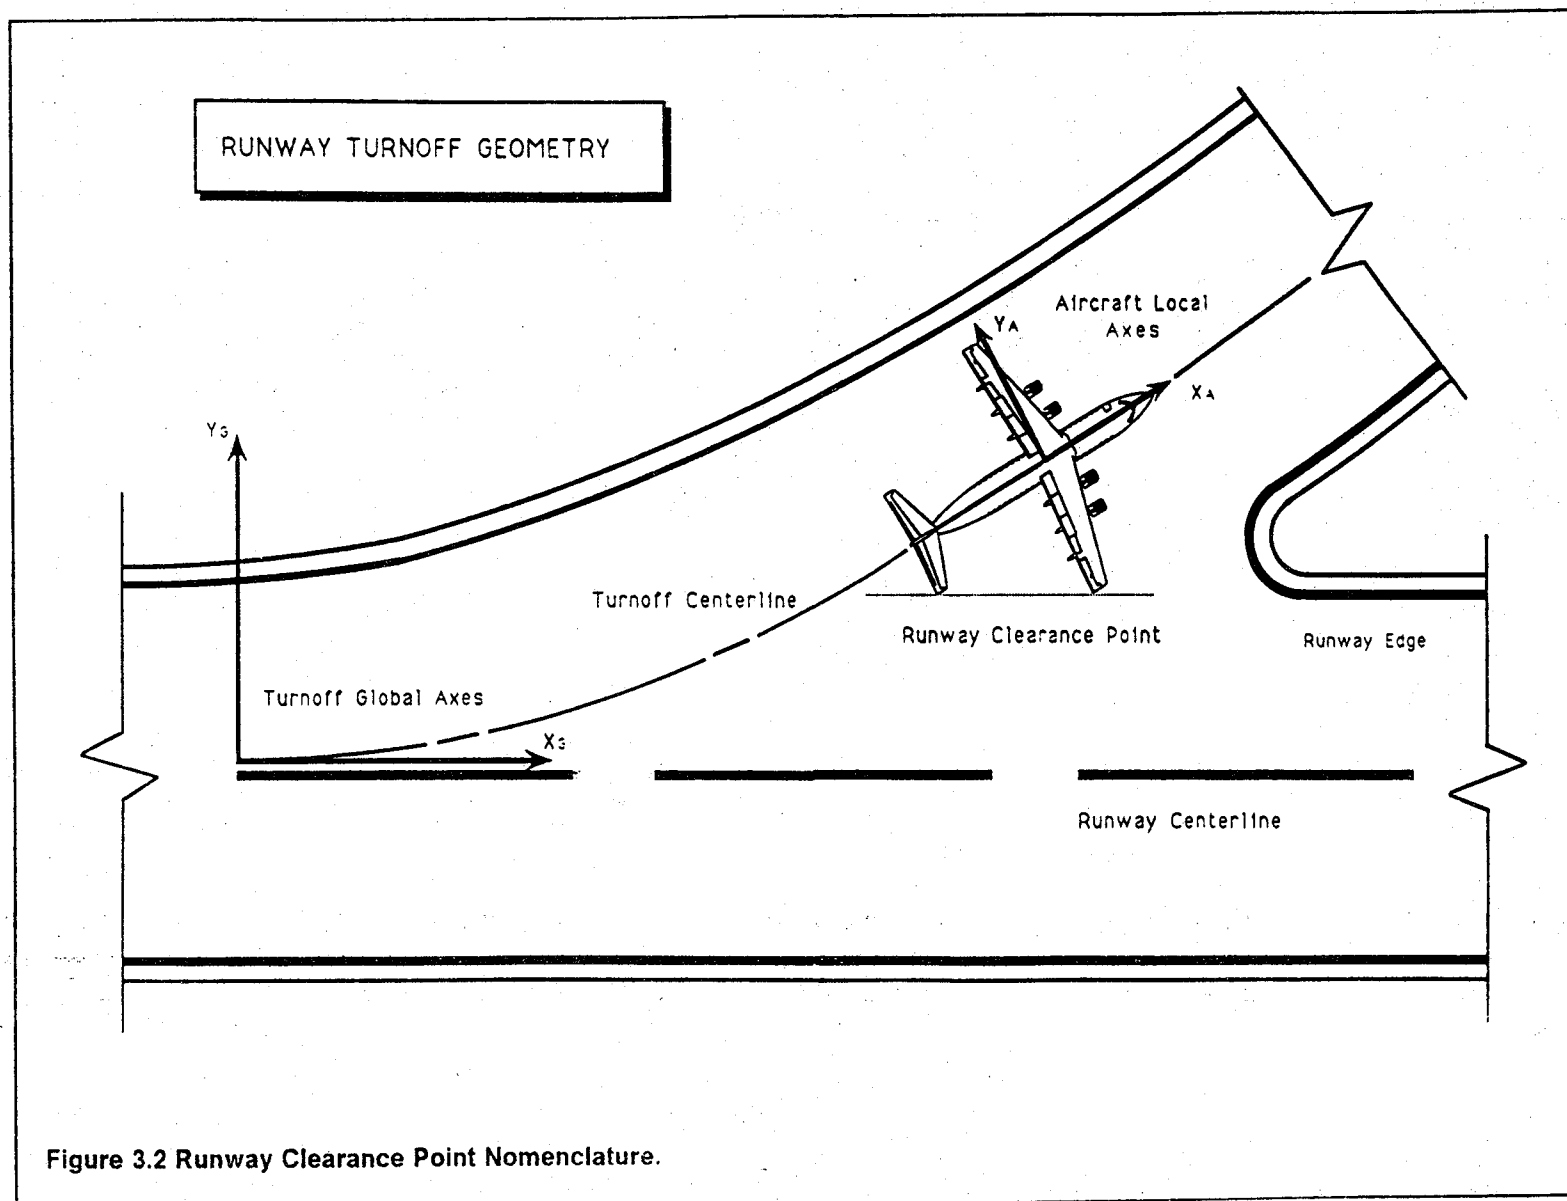 RUNWAY TURNOFF GEOMETRY
Aircraft Local
Axes
YA
XA
YG
Turnoff Centerline
Runway Clearance Point
Runway Edge
Turnoff Global Axes
XG
Runway Centerline
Figure 3.2 Runway Clearance Point Nomenclature.